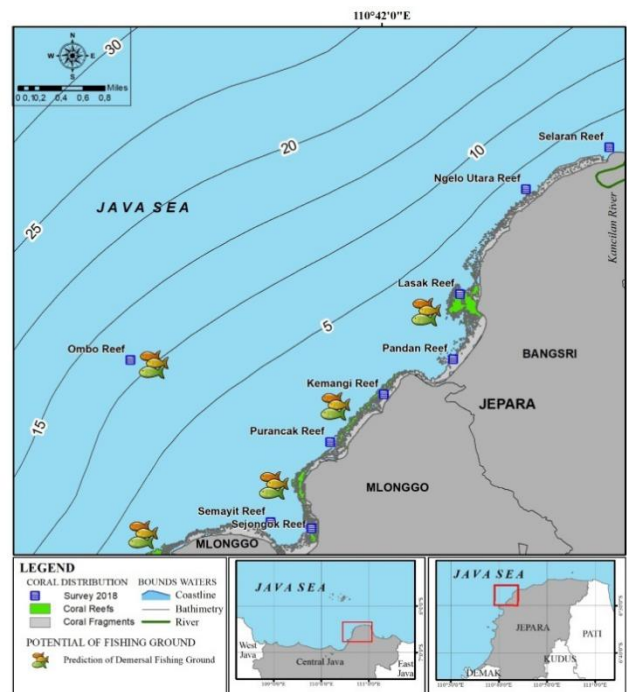 110°42'0"E
N
W E
S
Miles
0 0,10,2 0,4 0,6 0,8
30
20
10
25
5
15
JAVA SEA
Selaran Reef
Ngelo Utara Reef
Kancilan River
Lasak Reef
Ombo Reef
Pandan Reef
BANGSRI
Kemangi Reef
JEPARA
Purancak Reef
MLONGGO
Semayit Reef
Sejongok Reef
MLONGGO
LEGEND
CORAL DISTRIBUTION
Survey 2018
Coral Reefs
Coral Fragments
BOUNDS WATERS
Coastline
Bathimetry
River
POTENTIAL OF FISHING GROUND
Prediction of Demersal Fishing Ground
JAVA SEA
West
Java
Central Java
East
Java
JAVA SEA
JEPARA
PATI
KUDUS
DEMAK